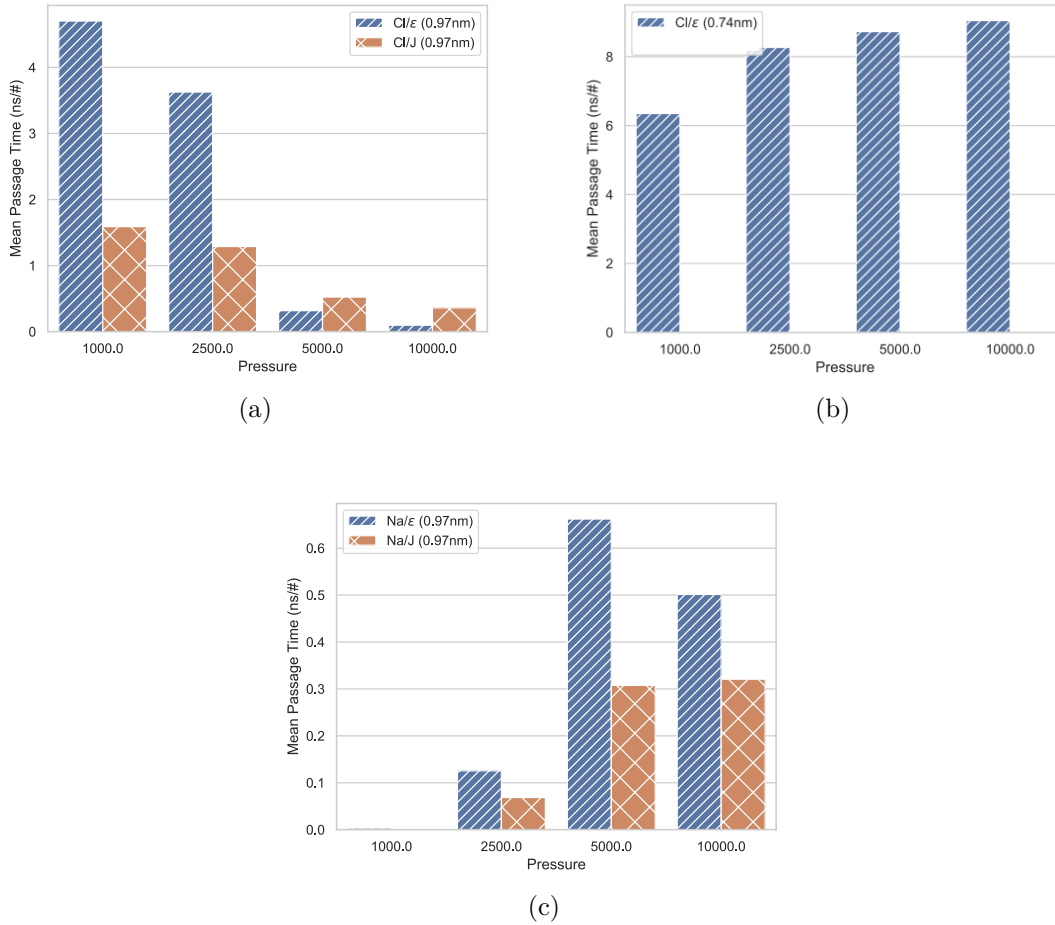 Cl/ε (0.97nm)
Cl/J (0.97nm)
Mean Passage Time (ns/#)
4
3
2
1
0
1000.0 2500.0 5000.0 10000.0
Pressure
(a)
Cl/ε (0.74nm)
Mean Passage Time (ns/#)
8
6
4
2
0
1000.0 2500.0 5000.0 10000.0
Pressure
(b)
Na/ε (0.97nm)
Na/J (0.97nm)
Mean Passage Time (ns/#)
0.6
0.5
0.4
0.3
0.2
0.1
0.0
1000.0 2500.0 5000.0 10000.0
Pressure
(c)